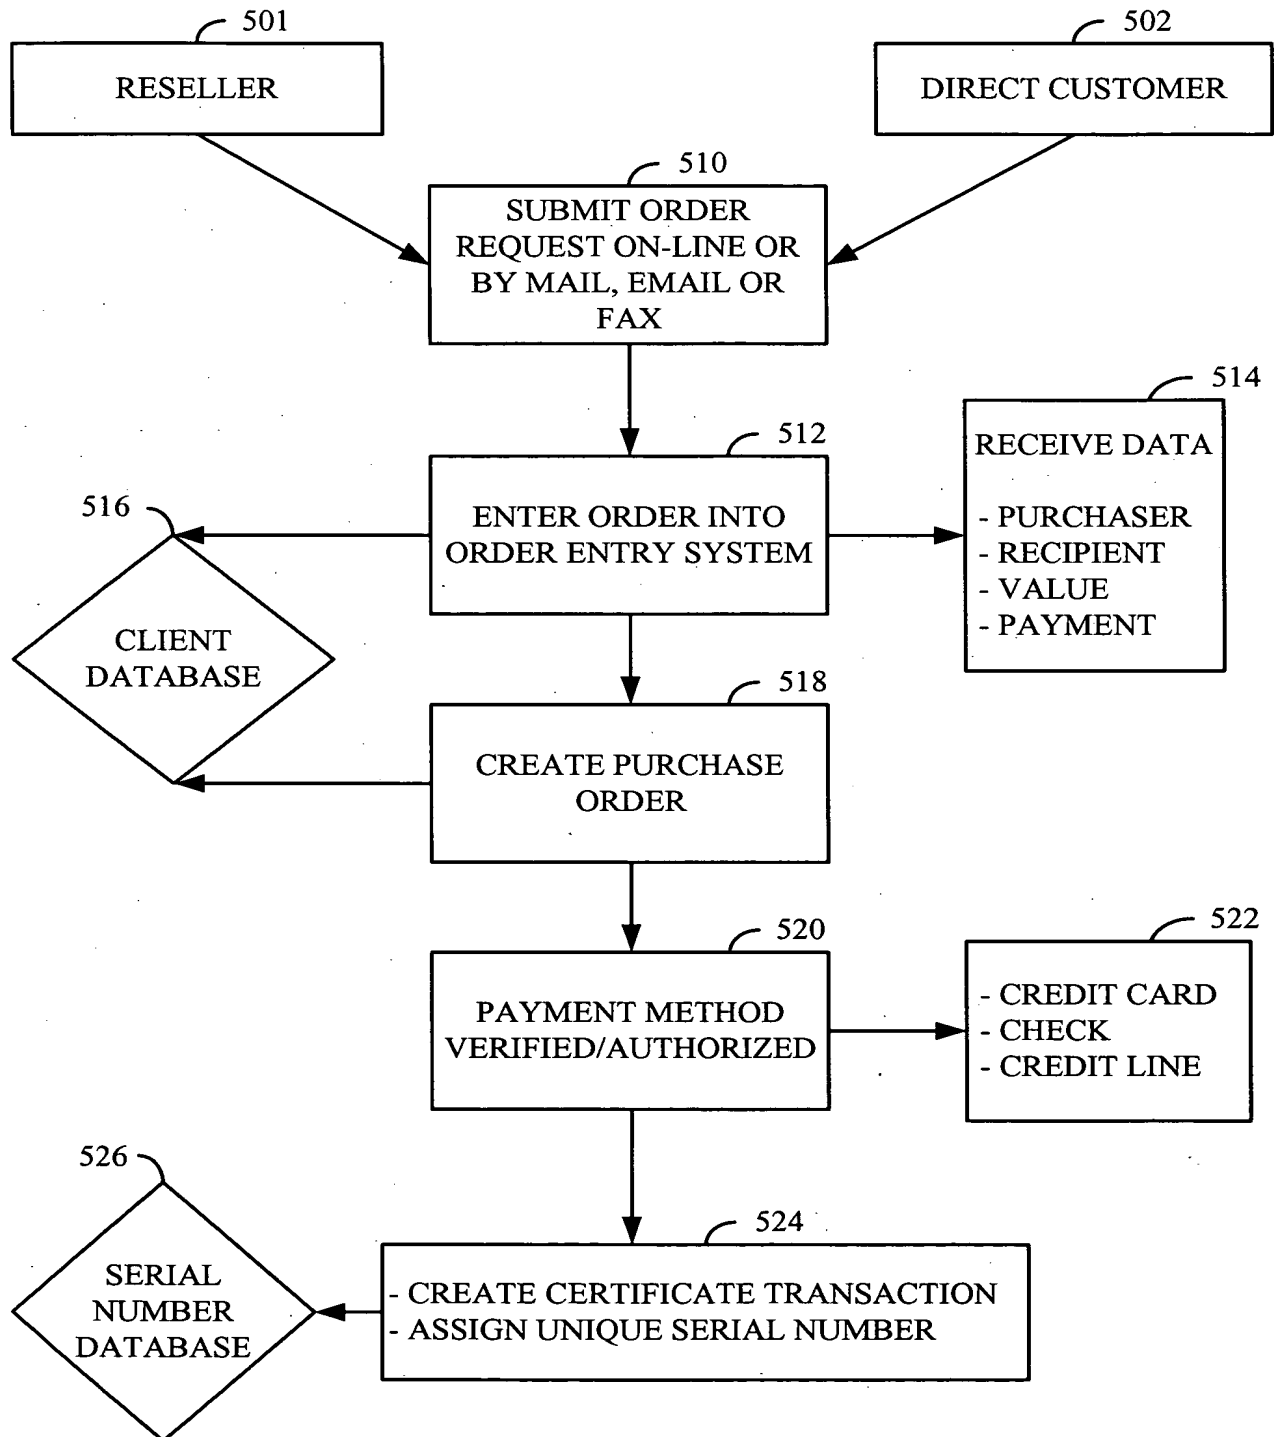 501
502
RESELLER
DIRECT CUSTOMER
510
SUBMIT ORDER
REQUEST ON-LINE OR
BY MAIL, EMAIL OR
FAX
514
512
RECEIVE DATA
- PURCHASER
- RECIPIENT
- VALUE
- PAYMENT
516
ENTER ORDER INTO
ORDER ENTRY SYSTEM
CLIENT
DATABASE
518
CREATE PURCHASE
ORDER
520
522
PAYMENT METHOD
VERIFIED/AUTHORIZED
- CREDIT CARD
- CHECK
- CREDIT LINE
526
524
SERIAL
NUMBER
DATABASE
- CREATE CERTIFICATE TRANSACTION
- ASSIGN UNIQUE SERIAL NUMBER